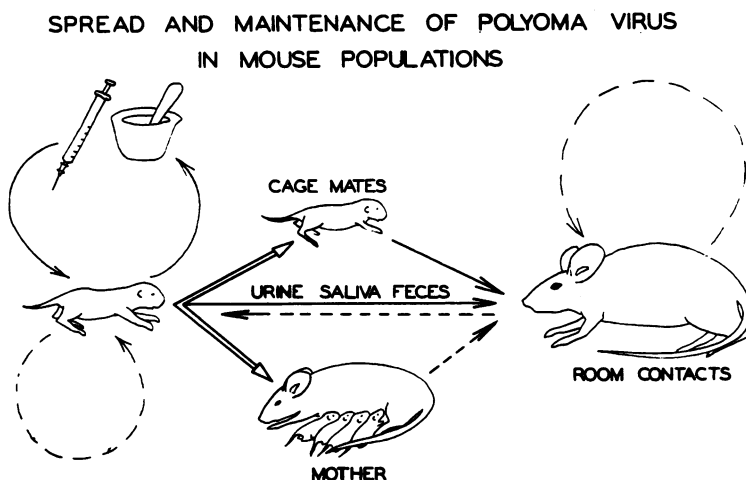 SPREAD AND MAINTENANCE OF POLYOMA VIRUS
IN MOUSE POPULATIONS
CAGE MATES
URINE SALIVA FECES
ROOM CONTACTS
MOTHER